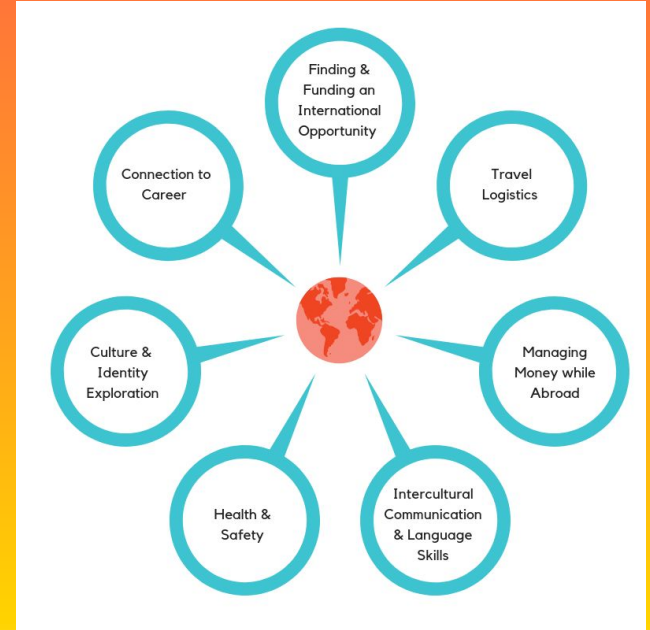 Finding &
Funding an
International
Opportunity
Travel
Logistics
Managing
Money while
Abroad
Intercultural
Communication
& Language
Skills
Health &
Safety
Culture &
Identity
Exploration
Connection to
Career